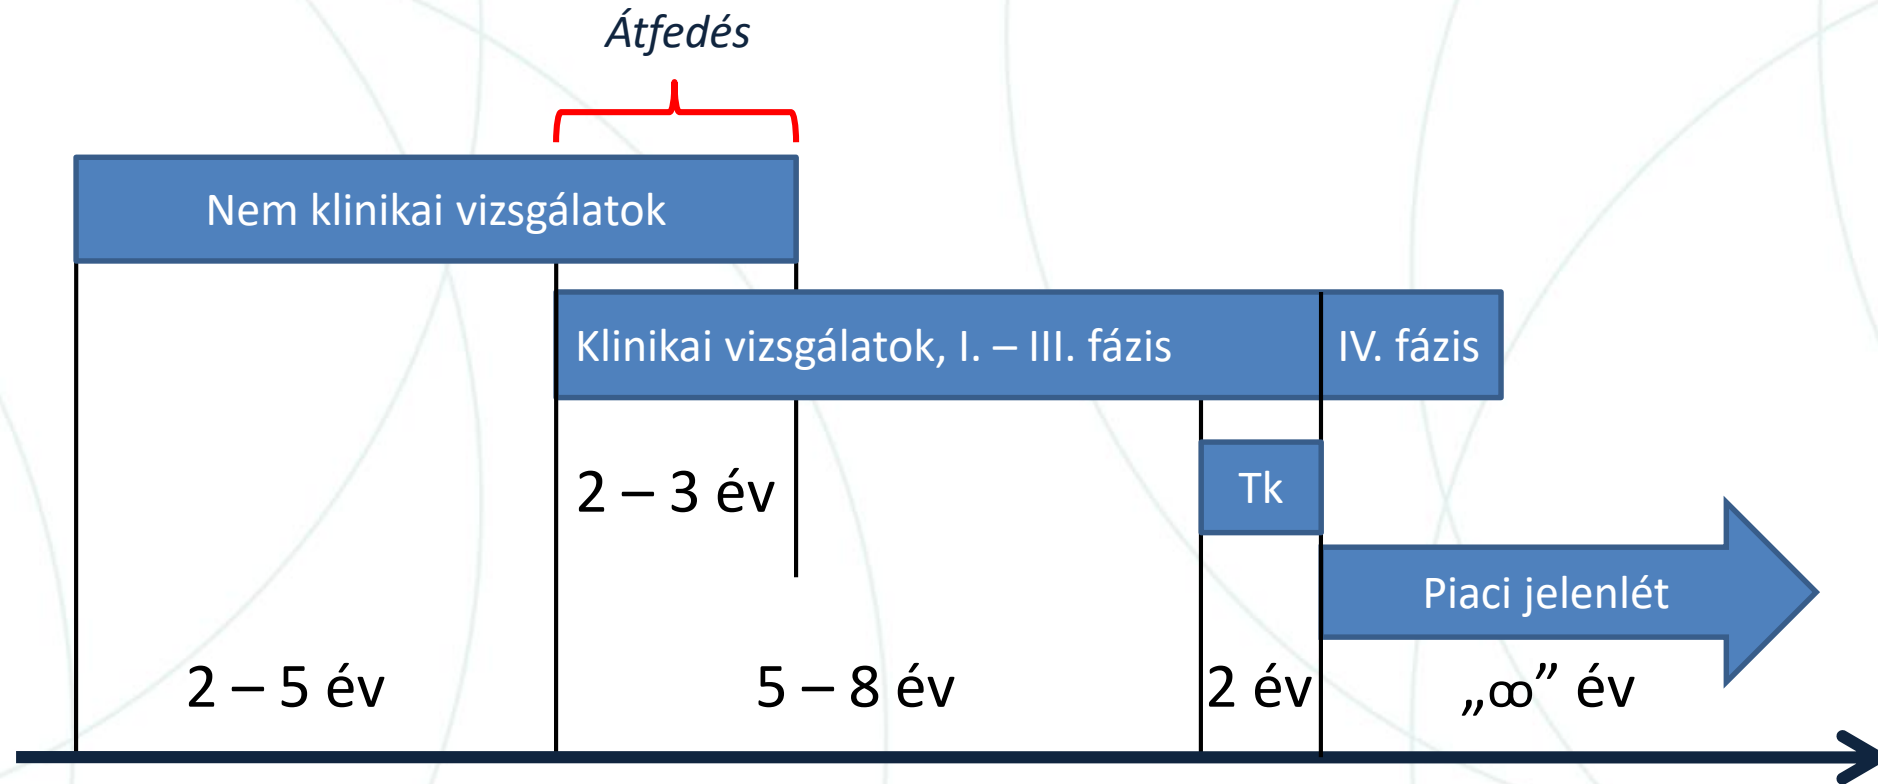 Átfedés
Nem klinikai vizsgálatok
Klinikai vizsgálatok, I. – III. fázis
IV. fázis
2 – 3 év
Tk
Piaci jelenlét
2 – 5 év
5 – 8 év
2 év
„∞” év